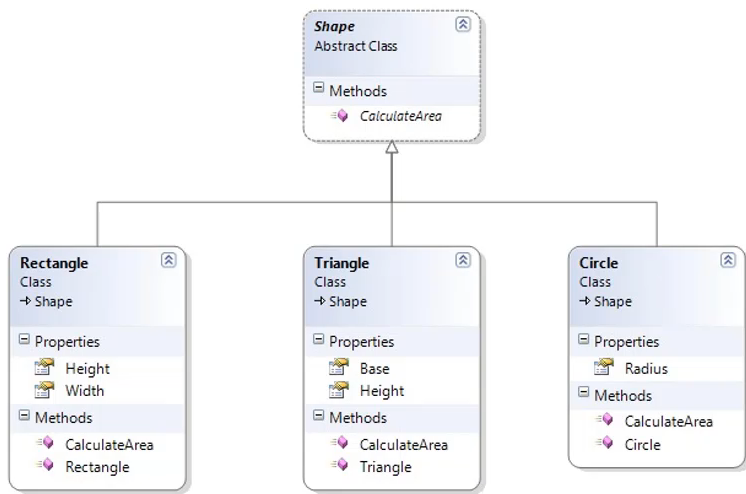 Shape
Abstract Class
Methods
CalculateArea
Rectangle
Class
Shape
Properties
Height
Width
Methods
CalculateArea
Rectangle
Triangle
Class
Shape
Properties
Base
Height
Methods
CalculateArea
Triangle
Circle
Class
Shape
Properties
Radius
Methods
CalculateArea
Circle